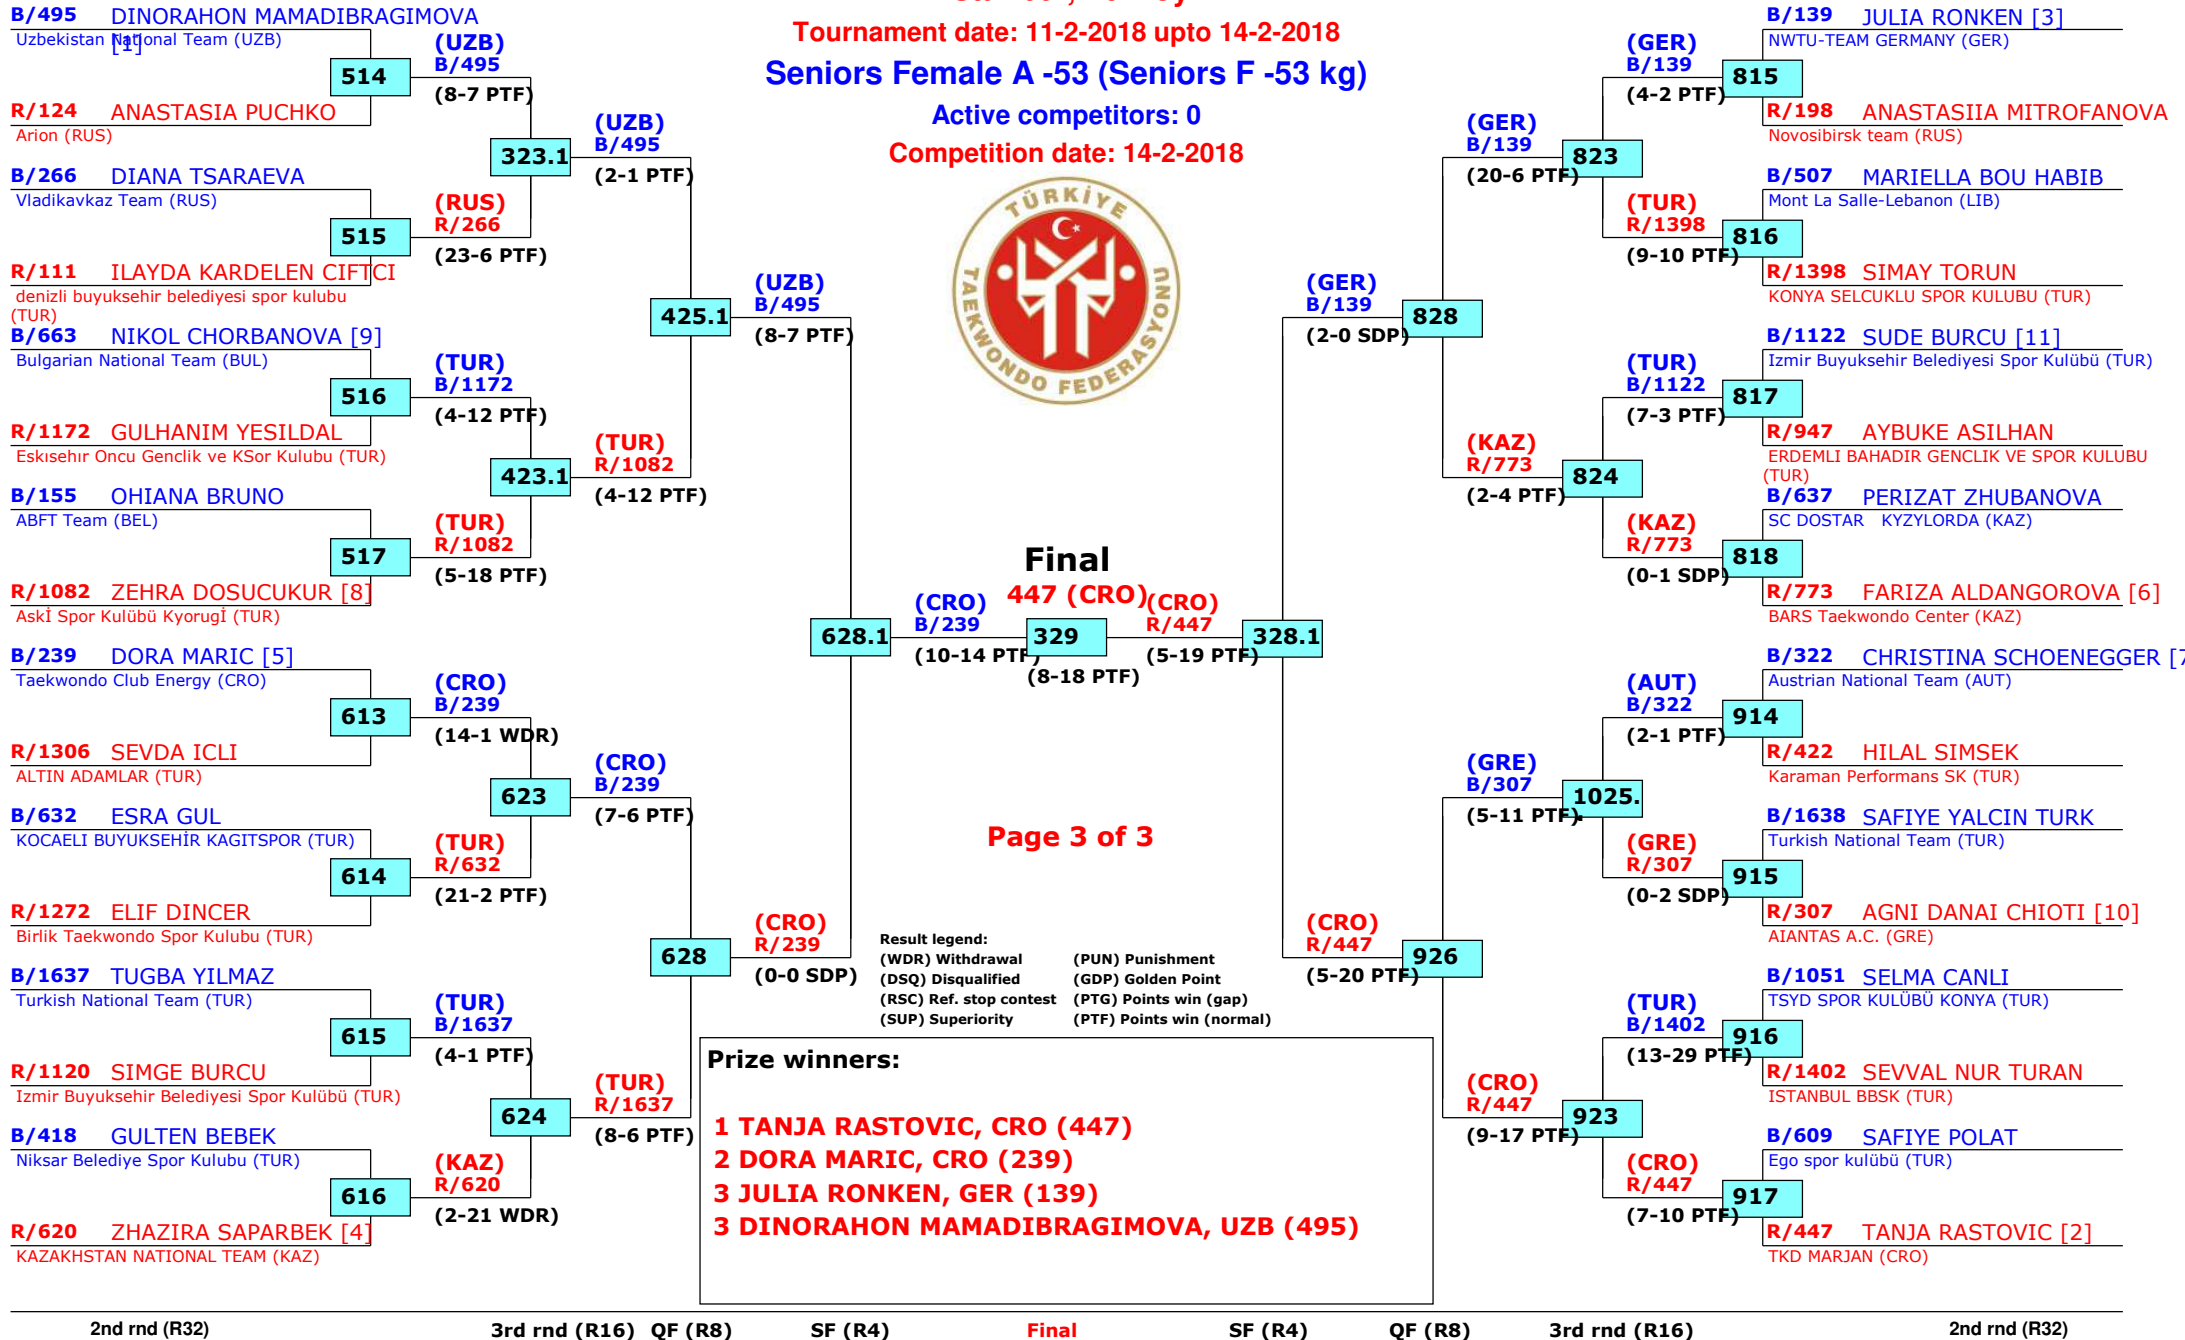 Tournament date: 11-2-2018 upto 14-2-2018
Seniors Female A -53 (Seniors F -53 kg)
Active competitors: 0
Competition date: 14-2-2018
TÜRKİYE
TAEKWONDO FEDERASYONU
B/495 DINORAHON MAMADIBRAGIMOVA [1]
Uzbekistan National Team (UZB)
514
R/124 ANASTASIA PUCHKO
Arion (RUS)
B/266 DIANA TSARAEVA
Vladikavkaz Team (RUS)
515
R/111 ILAYDA KARDELEN CIFTCI
denizli buyuksehir belediyesi spor kulubu
(TUR)
B/663 NIKOL CHORBANOVA [9]
Bulgarian National Team (BUL)
516
R/1172 GULHANIM YESILDAL
Eskısehır Oncu Genclik ve KSor Kulubu (TUR)
B/155 OHIANA BRUNO
ABFT Team (BEL)
517
R/1082 ZEHRA DOSUCUKUR [8]
Askİ Spor Kulübü Kyorugİ (TUR)
B/239 DORA MARIC [5]
Taekwondo Club Energy (CRO)
613
R/1306 SEVDA ICLI
ALTIN ADAMLAR (TUR)
B/632 ESRA GUL
KOCAELI BUYUKSEHİR KAGITSPOR (TUR)
614
R/1272 ELIF DINCER
Birlik Taekwondo Spor Kulubu (TUR)
B/1637 TUGBA YILMAZ
Turkish National Team (TUR)
615
R/1120 SIMGE BURCU
Izmir Buyuksehir Belediyesi Spor Kulübü (TUR)
B/418 GULTEN BEBEK
Niksar Belediye Spor Kulubu (TUR)
616
R/620 ZHAZIRA SAPARBEK [4]
KAZAKHSTAN NATIONAL TEAM (KAZ)
(UZB)
B/495
(8-7 PTF)
323.1
(RUS)
R/266
(23-6 PTF)
(TUR)
B/1172
(4-12 PTF)
423.1
(TUR)
R/1082
(5-18 PTF)
(CRO)
B/239
(14-1 WDR)
623
(TUR)
R/632
(21-2 PTF)
(TUR)
B/1637
(4-1 PTF)
624
(KAZ)
R/620
(2-21 WDR)
(UZB)
B/495
(2-1 PTF)
425.1
(TUR)
R/1082
(4-12 PTF)
(CRO)
B/239
(7-6 PTF)
628
(TUR)
R/1637
(8-6 PTF)
(UZB)
B/495
(8-7 PTF)
628.1
(CRO)
R/239
(0-0 SDP)
Final
447 (CRO)
(CRO)
B/239
(10-14 PTF)
329
(8-18 PTF)
(CRO)
R/447
(5-19 PTF)
328.1
Page 3 of 3
Result legend:
(WDR) Withdrawal (PUN) Punishment
(DSQ) Disqualified (GDP) Golden Point
(RSC) Ref. stop contest (PTG) Points win (gap)
(SUP) Superiority (PTF) Points win (normal)
Prize winners:
1 TANJA RASTOVIC, CRO (447)
2 DORA MARIC, CRO (239)
3 JULIA RONKEN, GER (139)
3 DINORAHON MAMADIBRAGIMOVA, UZB (495)
(GER)
B/139
(2-0 SDP)
828
(CRO)
R/447
(5-20 PTF)
926
(GER)
B/139
(20-6 PTF)
823
(KAZ)
R/773
(2-4 PTF)
824
(GRE)
B/307
(5-11 PTF)
1025.
(CRO)
R/447
(9-17 PTF)
923
(GER)
B/139
(4-2 PTF)
815
(TUR)
R/1398
(9-10 PTF)
816
(TUR)
B/1122
(7-3 PTF)
817
(KAZ)
R/773
(0-1 SDP)
818
(AUT)
B/322
(2-1 PTF)
914
(GRE)
R/307
(0-2 SDP)
915
(TUR)
B/1402
(13-29 PTF)
916
(CRO)
R/447
(7-10 PTF)
917
B/139 JULIA RONKEN [3]
NWTU-TEAM GERMANY (GER)
R/198 ANASTASIIA MITROFANOVA
Novosibirsk team (RUS)
B/507 MARIELLA BOU HABIB
Mont La Salle-Lebanon (LIB)
R/1398 SIMAY TORUN
KONYA SELCUKLU SPOR KULUBU (TUR)
B/1122 SUDE BURCU [11]
Izmir Buyuksehir Belediyesi Spor Kulübü (TUR)
R/947 AYBUKE ASILHAN
ERDEMLI BAHADIR GENCLIK VE SPOR KULUBU
(TUR)
B/637 PERIZAT ZHUBANOVA
SC DOSTAR KYZYLORDA (KAZ)
R/773 FARIZA ALDANGOROVA [6]
BARS Taekwondo Center (KAZ)
B/322 CHRISTINA SCHOENEGGER
Austrian National Team (AUT)
R/422 HILAL SIMSEK
Karaman Performans SK (TUR)
B/1638 SAFIYE YALCIN TURK
Turkish National Team (TUR)
R/307 AGNI DANAI CHIOTI [10]
AIANTAS A.C. (GRE)
B/1051 SELMA CANLI
TSYD SPOR KULÜBÜ KONYA (TUR)
R/1402 SEVVAL NUR TURAN
ISTANBUL BBSK (TUR)
B/609 SAFIYE POLAT
Ego spor kulübü (TUR)
R/447 TANJA RASTOVIC [2]
TKD MARJAN (CRO)
2nd rnd (R32) 3rd rnd (R16) QF (R8) SF (R4) Final SF (R4) QF (R8) 3rd rnd (R16) 2nd rnd (R32)